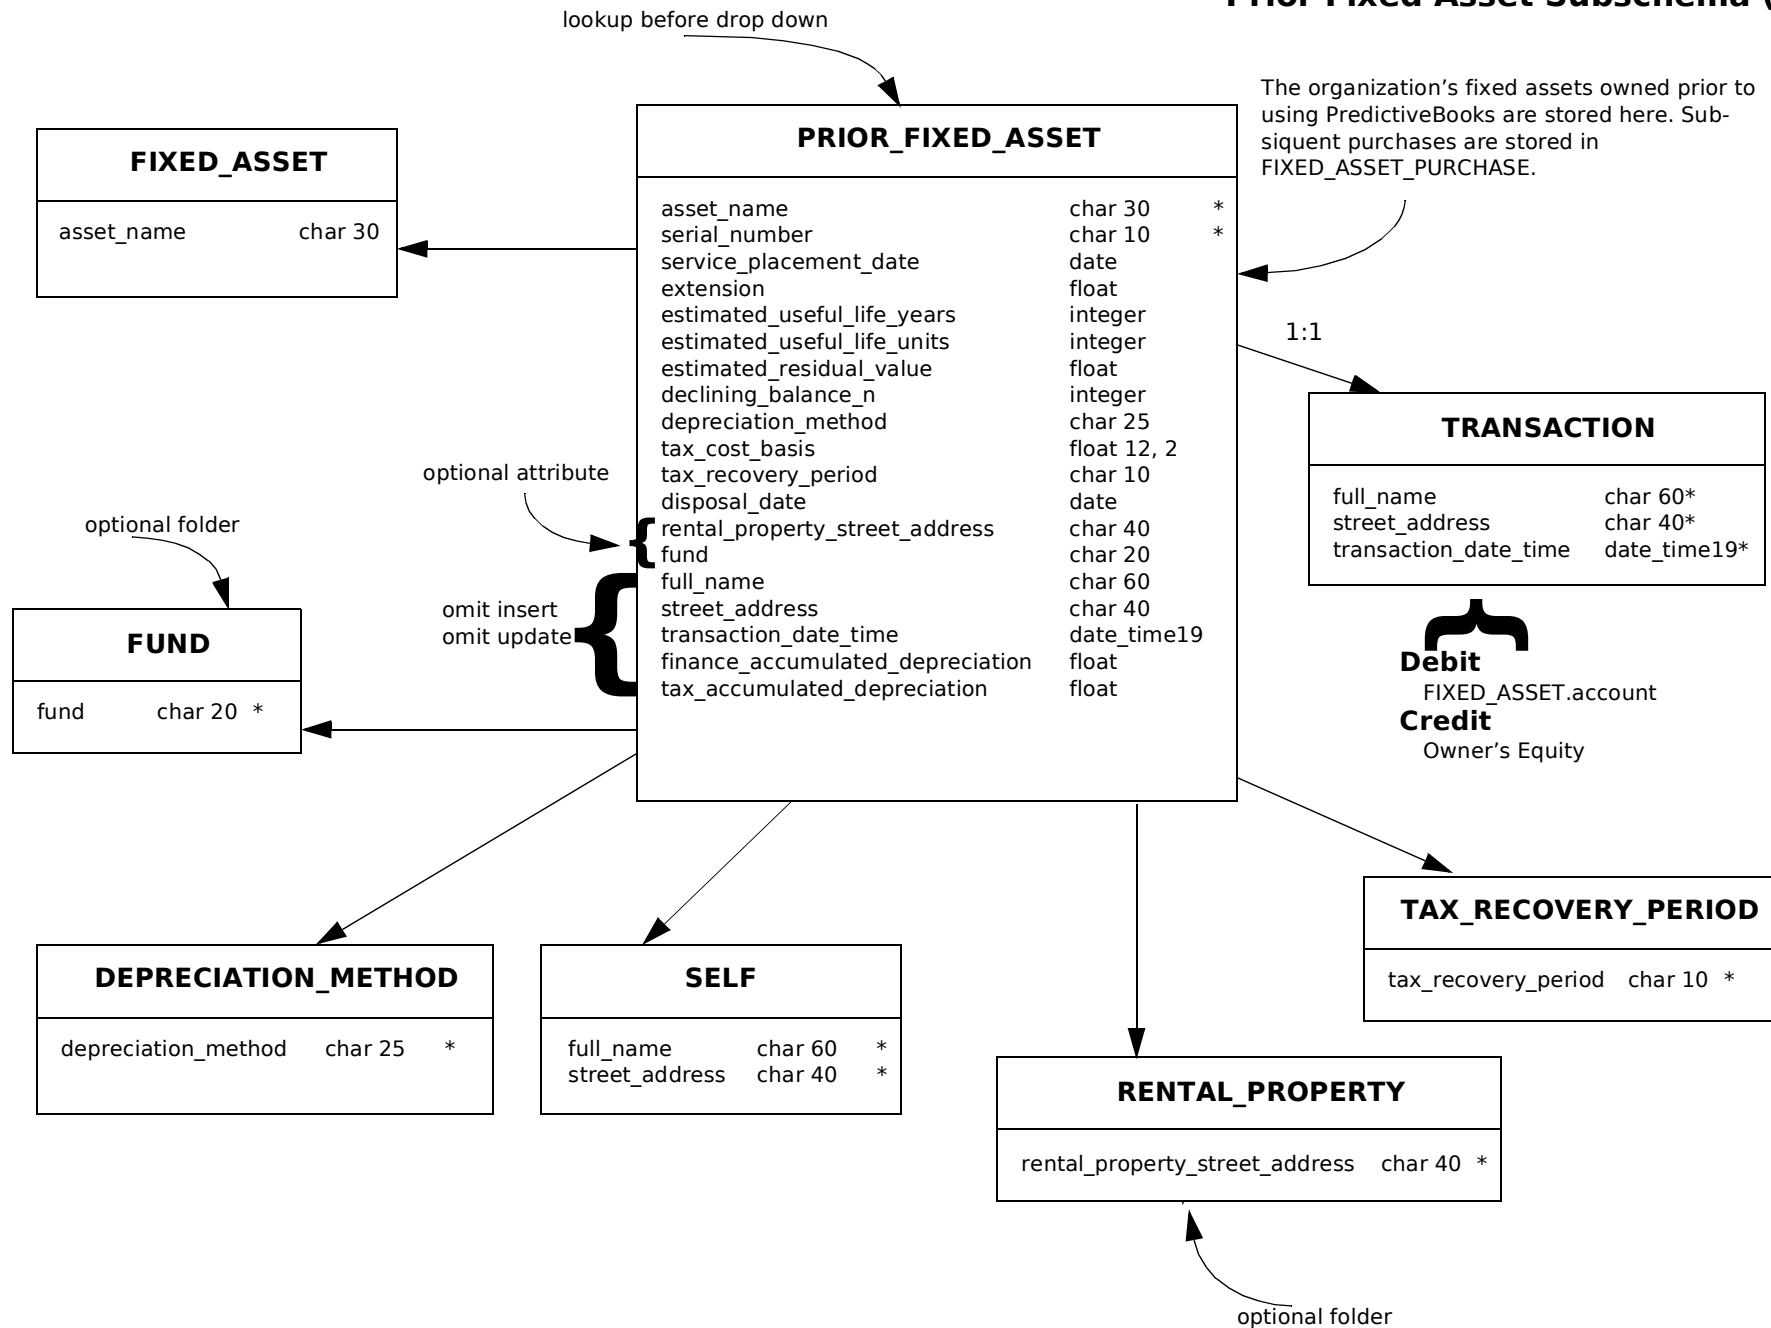 lookup before drop down
Prior Fixed Asset Subschema (
The organization’s fixed assets owned prior to
using PredictiveBooks are stored here. Sub-
siquent purchases are stored in
FIXED_ASSET_PURCHASE.
FIXED_ASSET
asset_name char 30
PRIOR_FIXED_ASSET
asset_name char 30 *
serial_number char 10 *
service_placement_date date
extension float
estimated_useful_life_years integer
estimated_useful_life_units integer
estimated_residual_value float
declining_balance_n integer
depreciation_method char 25
tax_cost_basis float 12, 2
tax_recovery_period char 10
disposal_date date
rental_property_street_address char 40
fund char 20
full_name char 60
street_address char 40
transaction_date_time date_time19
finance_accumulated_depreciation float
tax_accumulated_depreciation float
1:1
TRANSACTION
full_name char 60*
street_address char 40*
transaction_date_time date_time19*
{
Debit
FIXED_ASSET.account
Credit
Owner’s Equity
optional attribute
{
optional folder
omit insert
omit update
{
FUND
fund char 20 *
DEPRECIATION_METHOD
depreciation_method char 25 *
SELF
full_name char 60 *
street_address char 40 *
TAX_RECOVERY_PERIOD
tax_recovery_period char 10 *
RENTAL_PROPERTY
rental_property_street_address char 40 *
optional folder